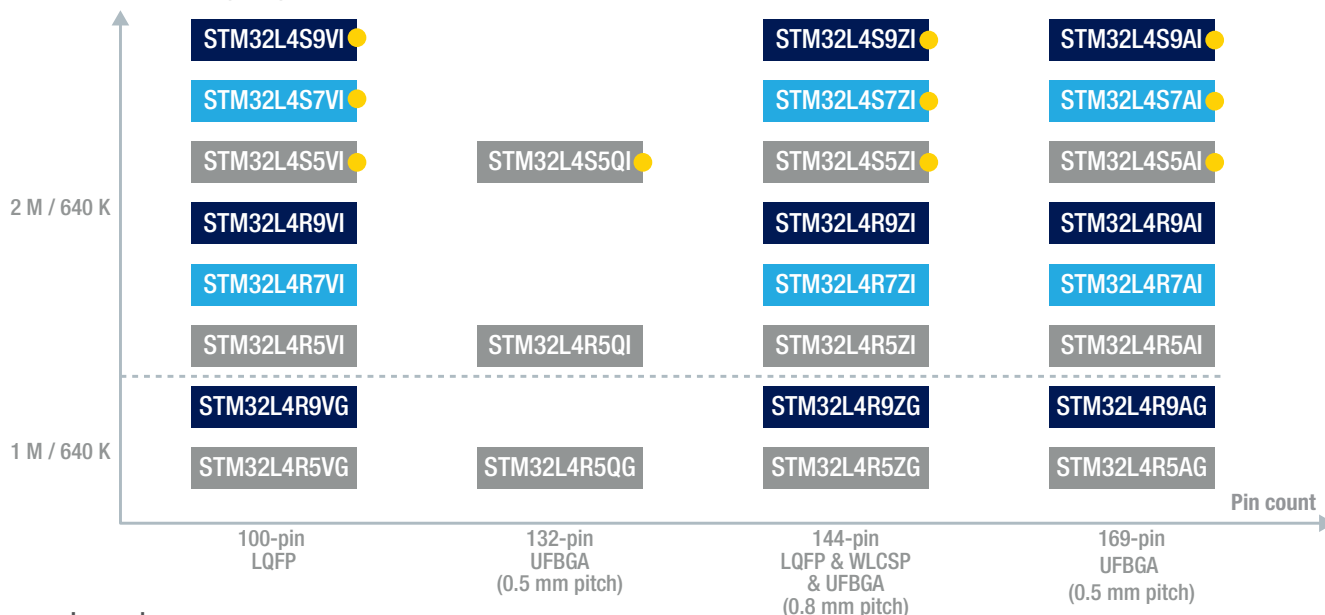 STM32L4S9VI STM32L4S9ZI STM32L4S9AI
STM32L4S7VI STM32L4S7ZI STM32L4S7AI
STM32L4S5VI STM32L4S5QI STM32L4S5ZI STM32L4S5AI
2 M / 640 K
STM32L4R9VI STM32L4R9ZI STM32L4R9AI
STM32L4R7VI STM32L4R7ZI STM32L4R7AI
STM32L4R5VI STM32L4R5QI STM32L4R5ZI STM32L4R5AI
STM32L4R9VG STM32L4R9ZG STM32L4R9AG
1 M / 640 K
STM32L4R5VG STM32L4R5QG STM32L4R5ZG STM32L4R5AG
Pin count
100-pin
LQFP
132-pin
UFBGA
(0.5 mm pitch)
144-pin
LQFP & WLCSP
& UFBGA
(0.8 mm pitch)
169-pin
UFBGA
(0.5 mm pitch)